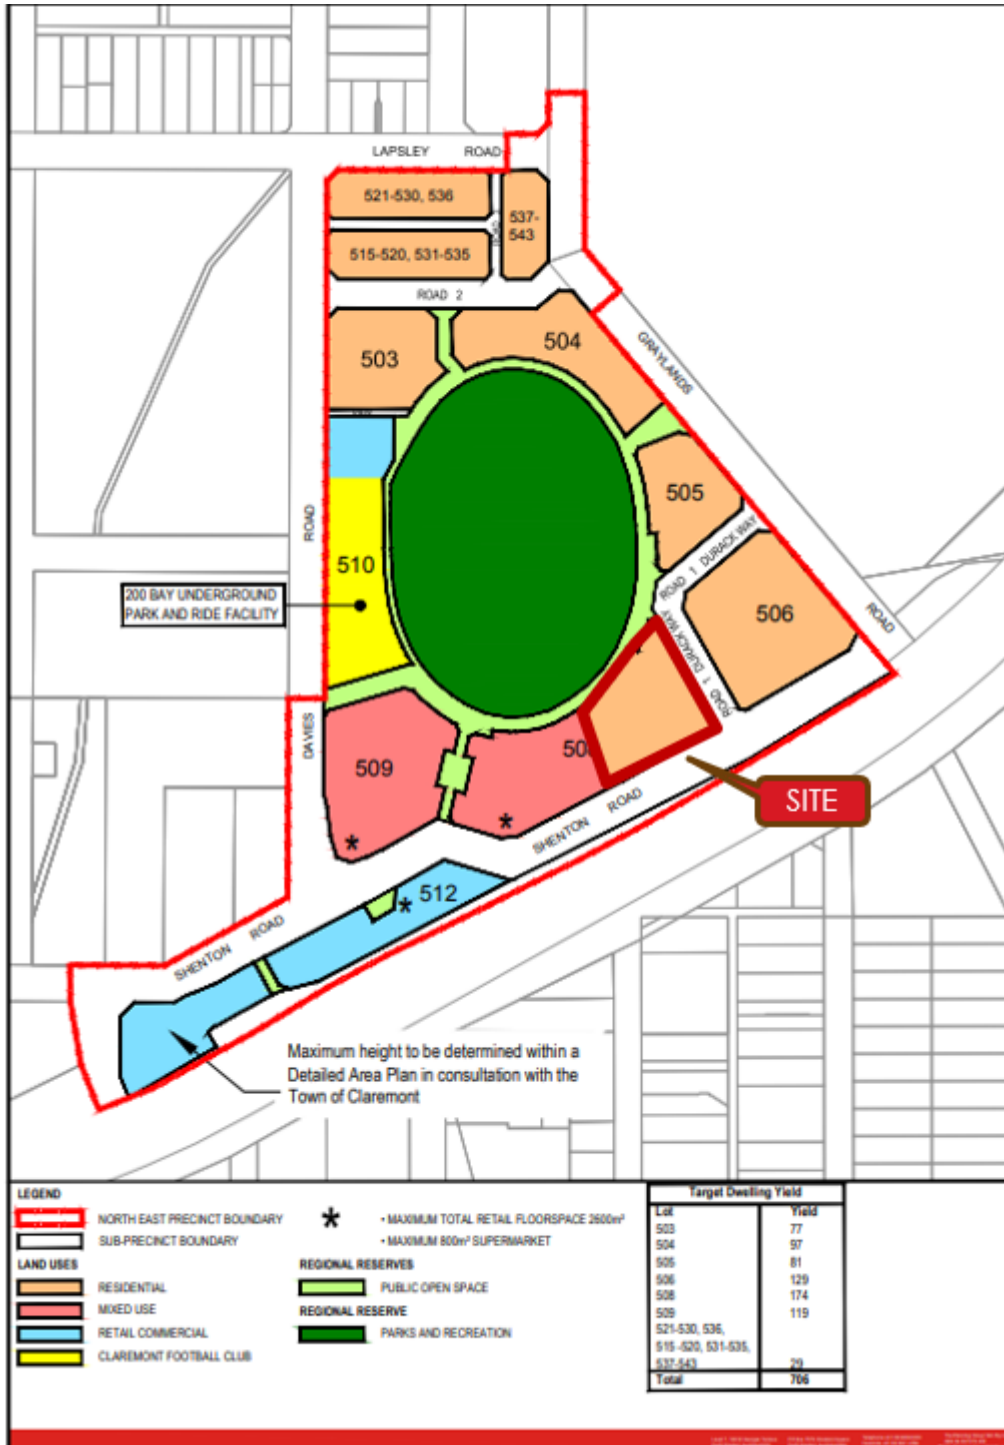 LAPSLEY ROAD
521-530, 536
537-
543
515-520, 531-535
ROAD 2
503
504
GRAYLANDS
ROAD
505
ROAD 1 DURACK WAY
506
ROAD 1 DURACK WAY
ROAD
510
200 BAY UNDERGROUND
PARK AND RIDE FACILITY
DAVIES
509
*
50
*
SITE
SHENTON ROAD
512
*
SHENTON ROAD
Maximum height to be determined within a
Detailed Area Plan in consultation with the
Town of Claremont
LEGEND
NORTH EAST PRECINCT BOUNDARY
SUB-PRECINCT BOUNDARY
LAND USES
RESIDENTIAL
MIXED USE
RETAIL COMMERCIAL
CLAREMONT FOOTBALL CLUB
* • MAXIMUM TOTAL RETAIL FLOORSPACE 2600m²
• MAXIMUM 800m² SUPERMARKET
REGIONAL RESERVES
PUBLIC OPEN SPACE
REGIONAL RESERVE
PARKS AND RECREATION
Target Dwelling Yield
Lot Yield
503 77
504 97
505 81
506 129
508 174
509 119
521-530, 536,
515 -520, 531-535,
537-543 29
Total 706